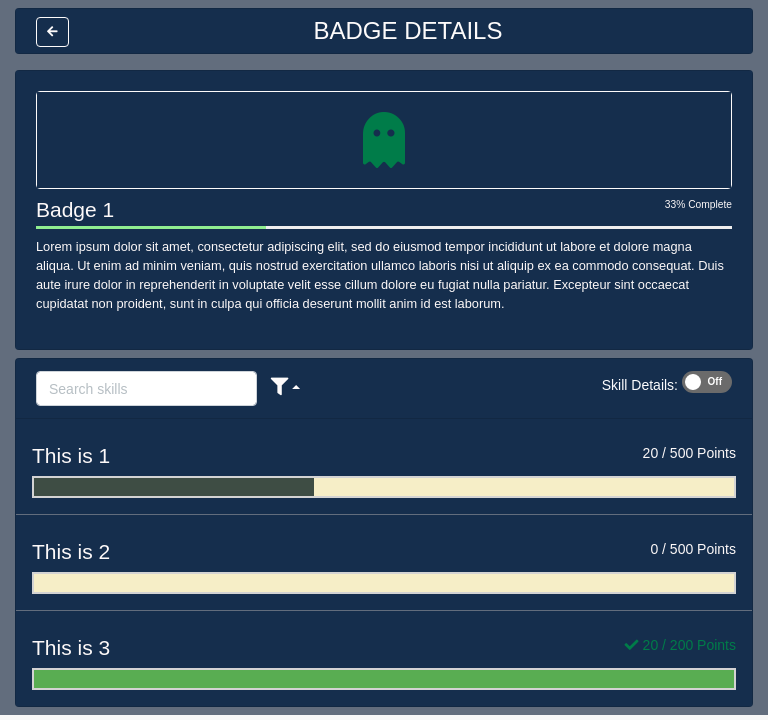 BADGE DETAILS
Badge 1
33% Complete
Lorem ipsum dolor sit amet, consectetur adipiscing elit, sed do eiusmod tempor incididunt ut labore et dolore magna
aliqua. Ut enim ad minim veniam, quis nostrud exercitation ullamco laboris nisi ut aliquip ex ea commodo consequat. Duis
aute irure dolor in reprehenderit in voluptate velit esse cillum dolore eu fugiat nulla pariatur. Excepteur sint occaecat
cupidatat non proident, sunt in culpa qui officia deserunt mollit anim id est laborum.
Search skills
Skill Details:
Off
This is 1
20 / 500 Points
This is 2
0 / 500 Points
This is 3
20 / 200 Points